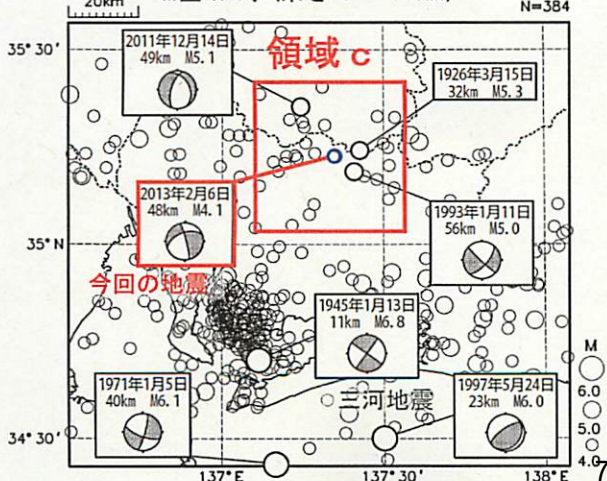 20km
N=384
35°30'
2011年12月14日
49km M5.1
領域c
1926年3月15日
32km M5.3
2013年2月6日
48km M4.1
35°N
1993年1月11日
56km M5.0
今回の地震
1945年1月13日
11km M6.8
M
6.0
5.0
4.0
1971年1月5日
40km M6.1
三河地震
1997年5月24日
23km M6.0
34°30'
137°E
137°30'
138°E
7